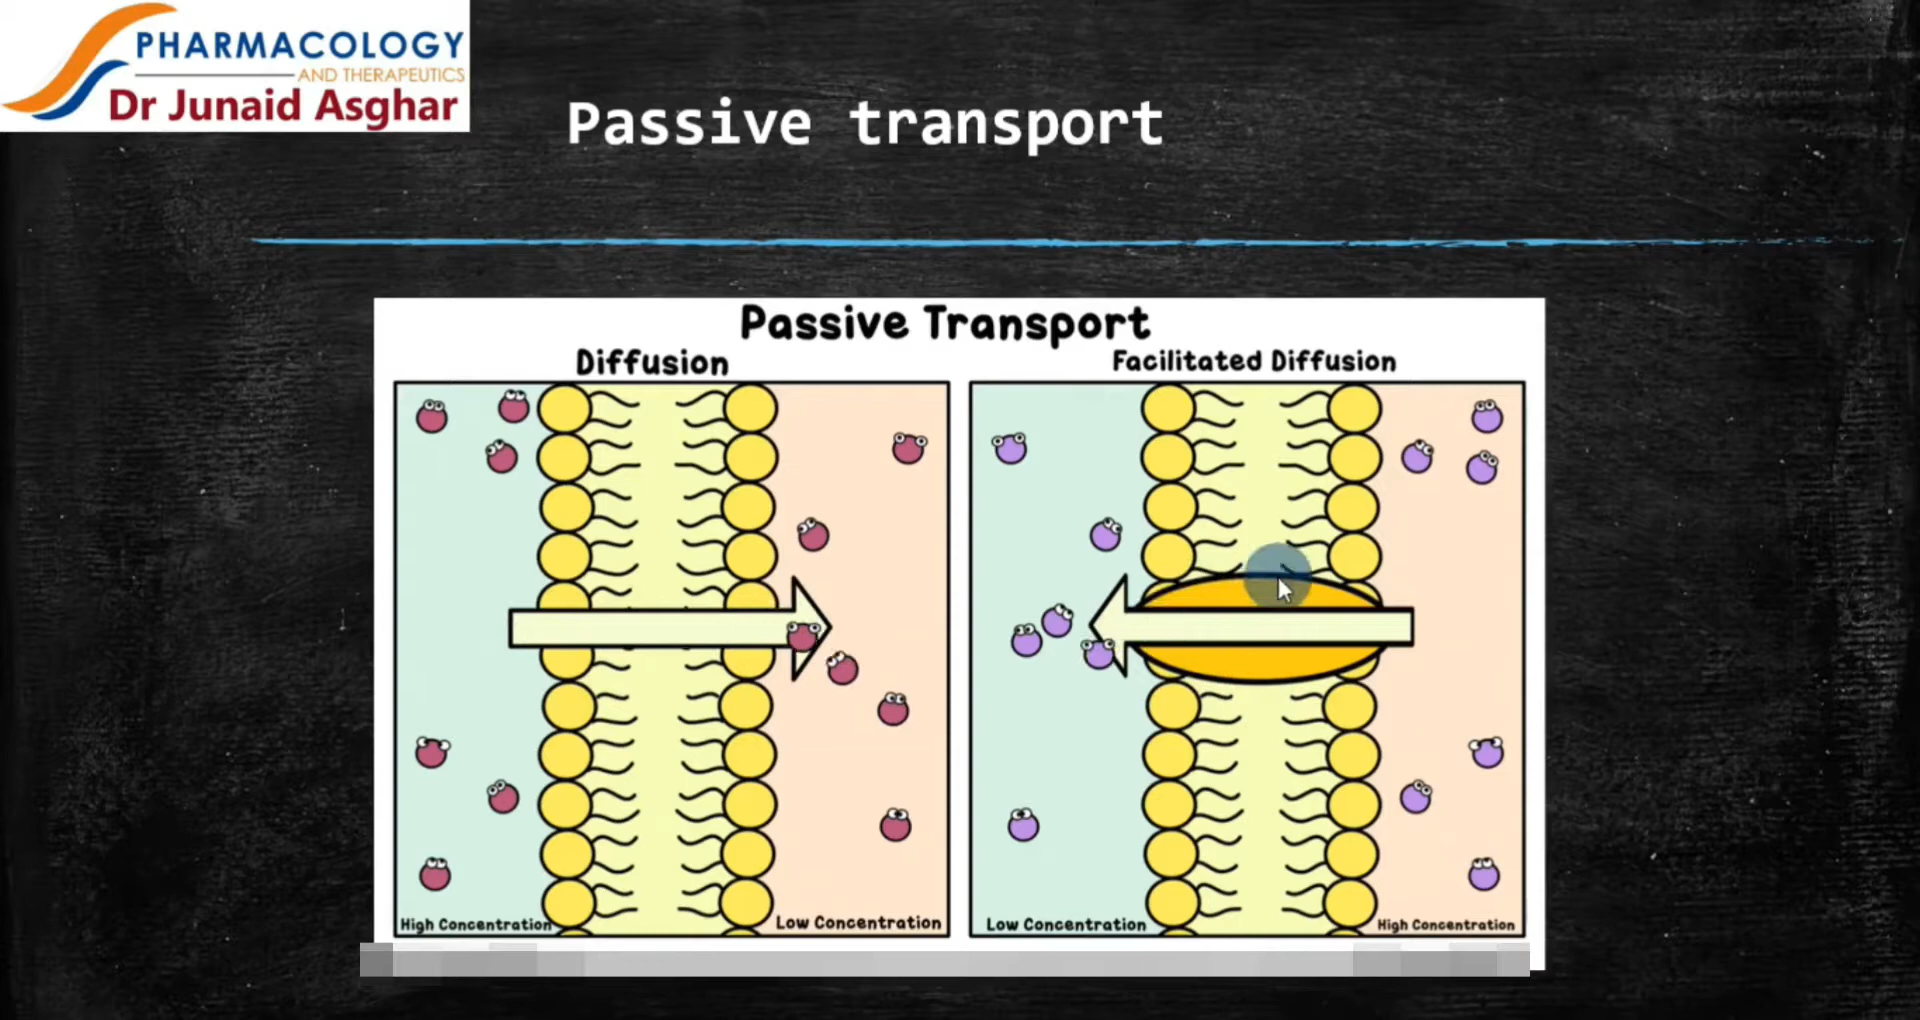 PHARMACOLOGY
AND THERAPEUTICS
Dr Junaid Asghar
Passive transport
Passive Transport
Diffusion
Facilitated Diffusion
High Concentration
Low Concentration
Low Concentration
High Concentration